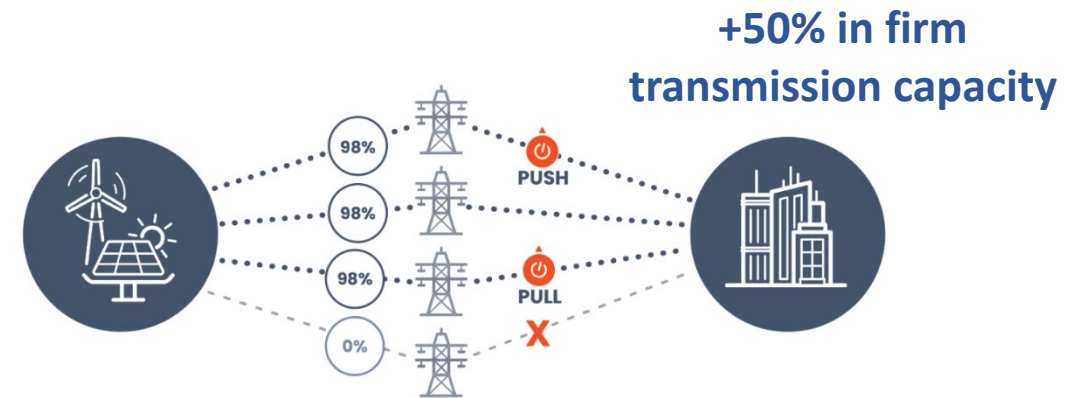 +50% in firm
transmission capacity
98%
PUSH
98%
98%
PULL
0%
X